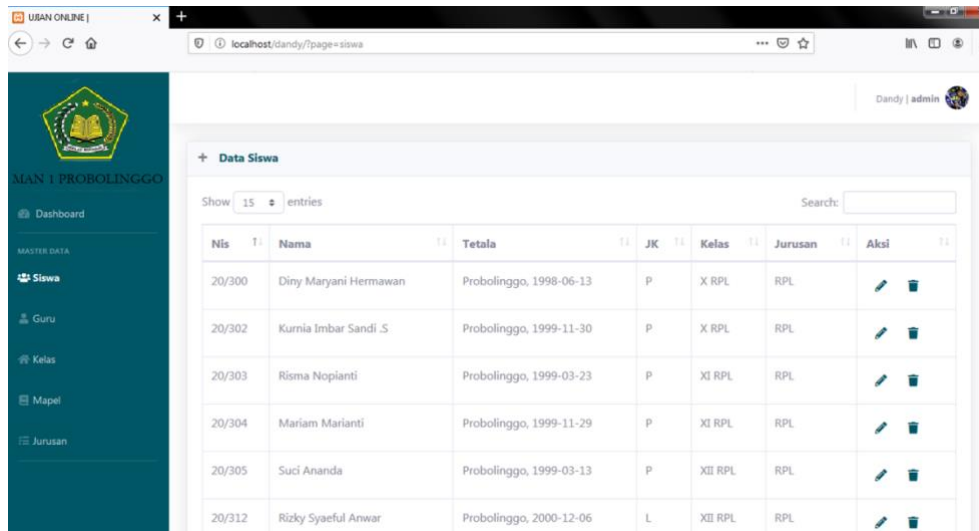 UJIAN ONLINE |
localhost/dandy/?page=siswa
Dandy | admin
MAN 1 PROBOLINGGO
Dashboard
MASTER DATA
Siswa
Guru
Kelas
Mapel
Jurusan
+ Data Siswa
Show 15 entries
Search:
Nis Nama Tetala JK Kelas Jurusan Aksi
20/300 Diny Maryani Hermawan Probolinggo, 1998-06-13 P X RPL RPL
20/302 Kurnia Imbar Sandi .S Probolinggo, 1999-11-30 P X RPL RPL
20/303 Risma Nopianti Probolinggo, 1999-03-23 P XI RPL RPL
20/304 Mariam Marianti Probolinggo, 1999-11-29 P XI RPL RPL
20/305 Suci Ananda Probolinggo, 1999-03-13 P XII RPL RPL
20/312 Rizky Syaeful Anwar Probolinggo, 2000-12-06 L XII RPL RPL